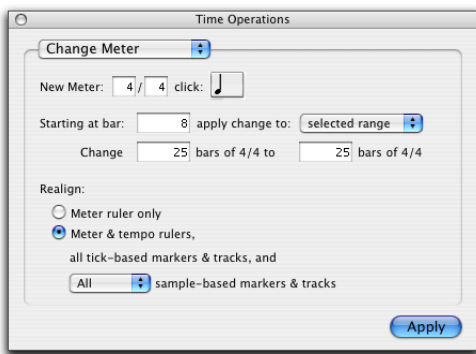 Time Operations
Change Meter
New Meter: 4 / 4 click:
Starting at bar: 8 apply change to: selected range
Change 25 bars of 4/4 to 25 bars of 4/4
Realign:
Meter ruler only
Meter & tempo rulers,
all tick-based markers & tracks, and
All sample-based markers & tracks
Apply